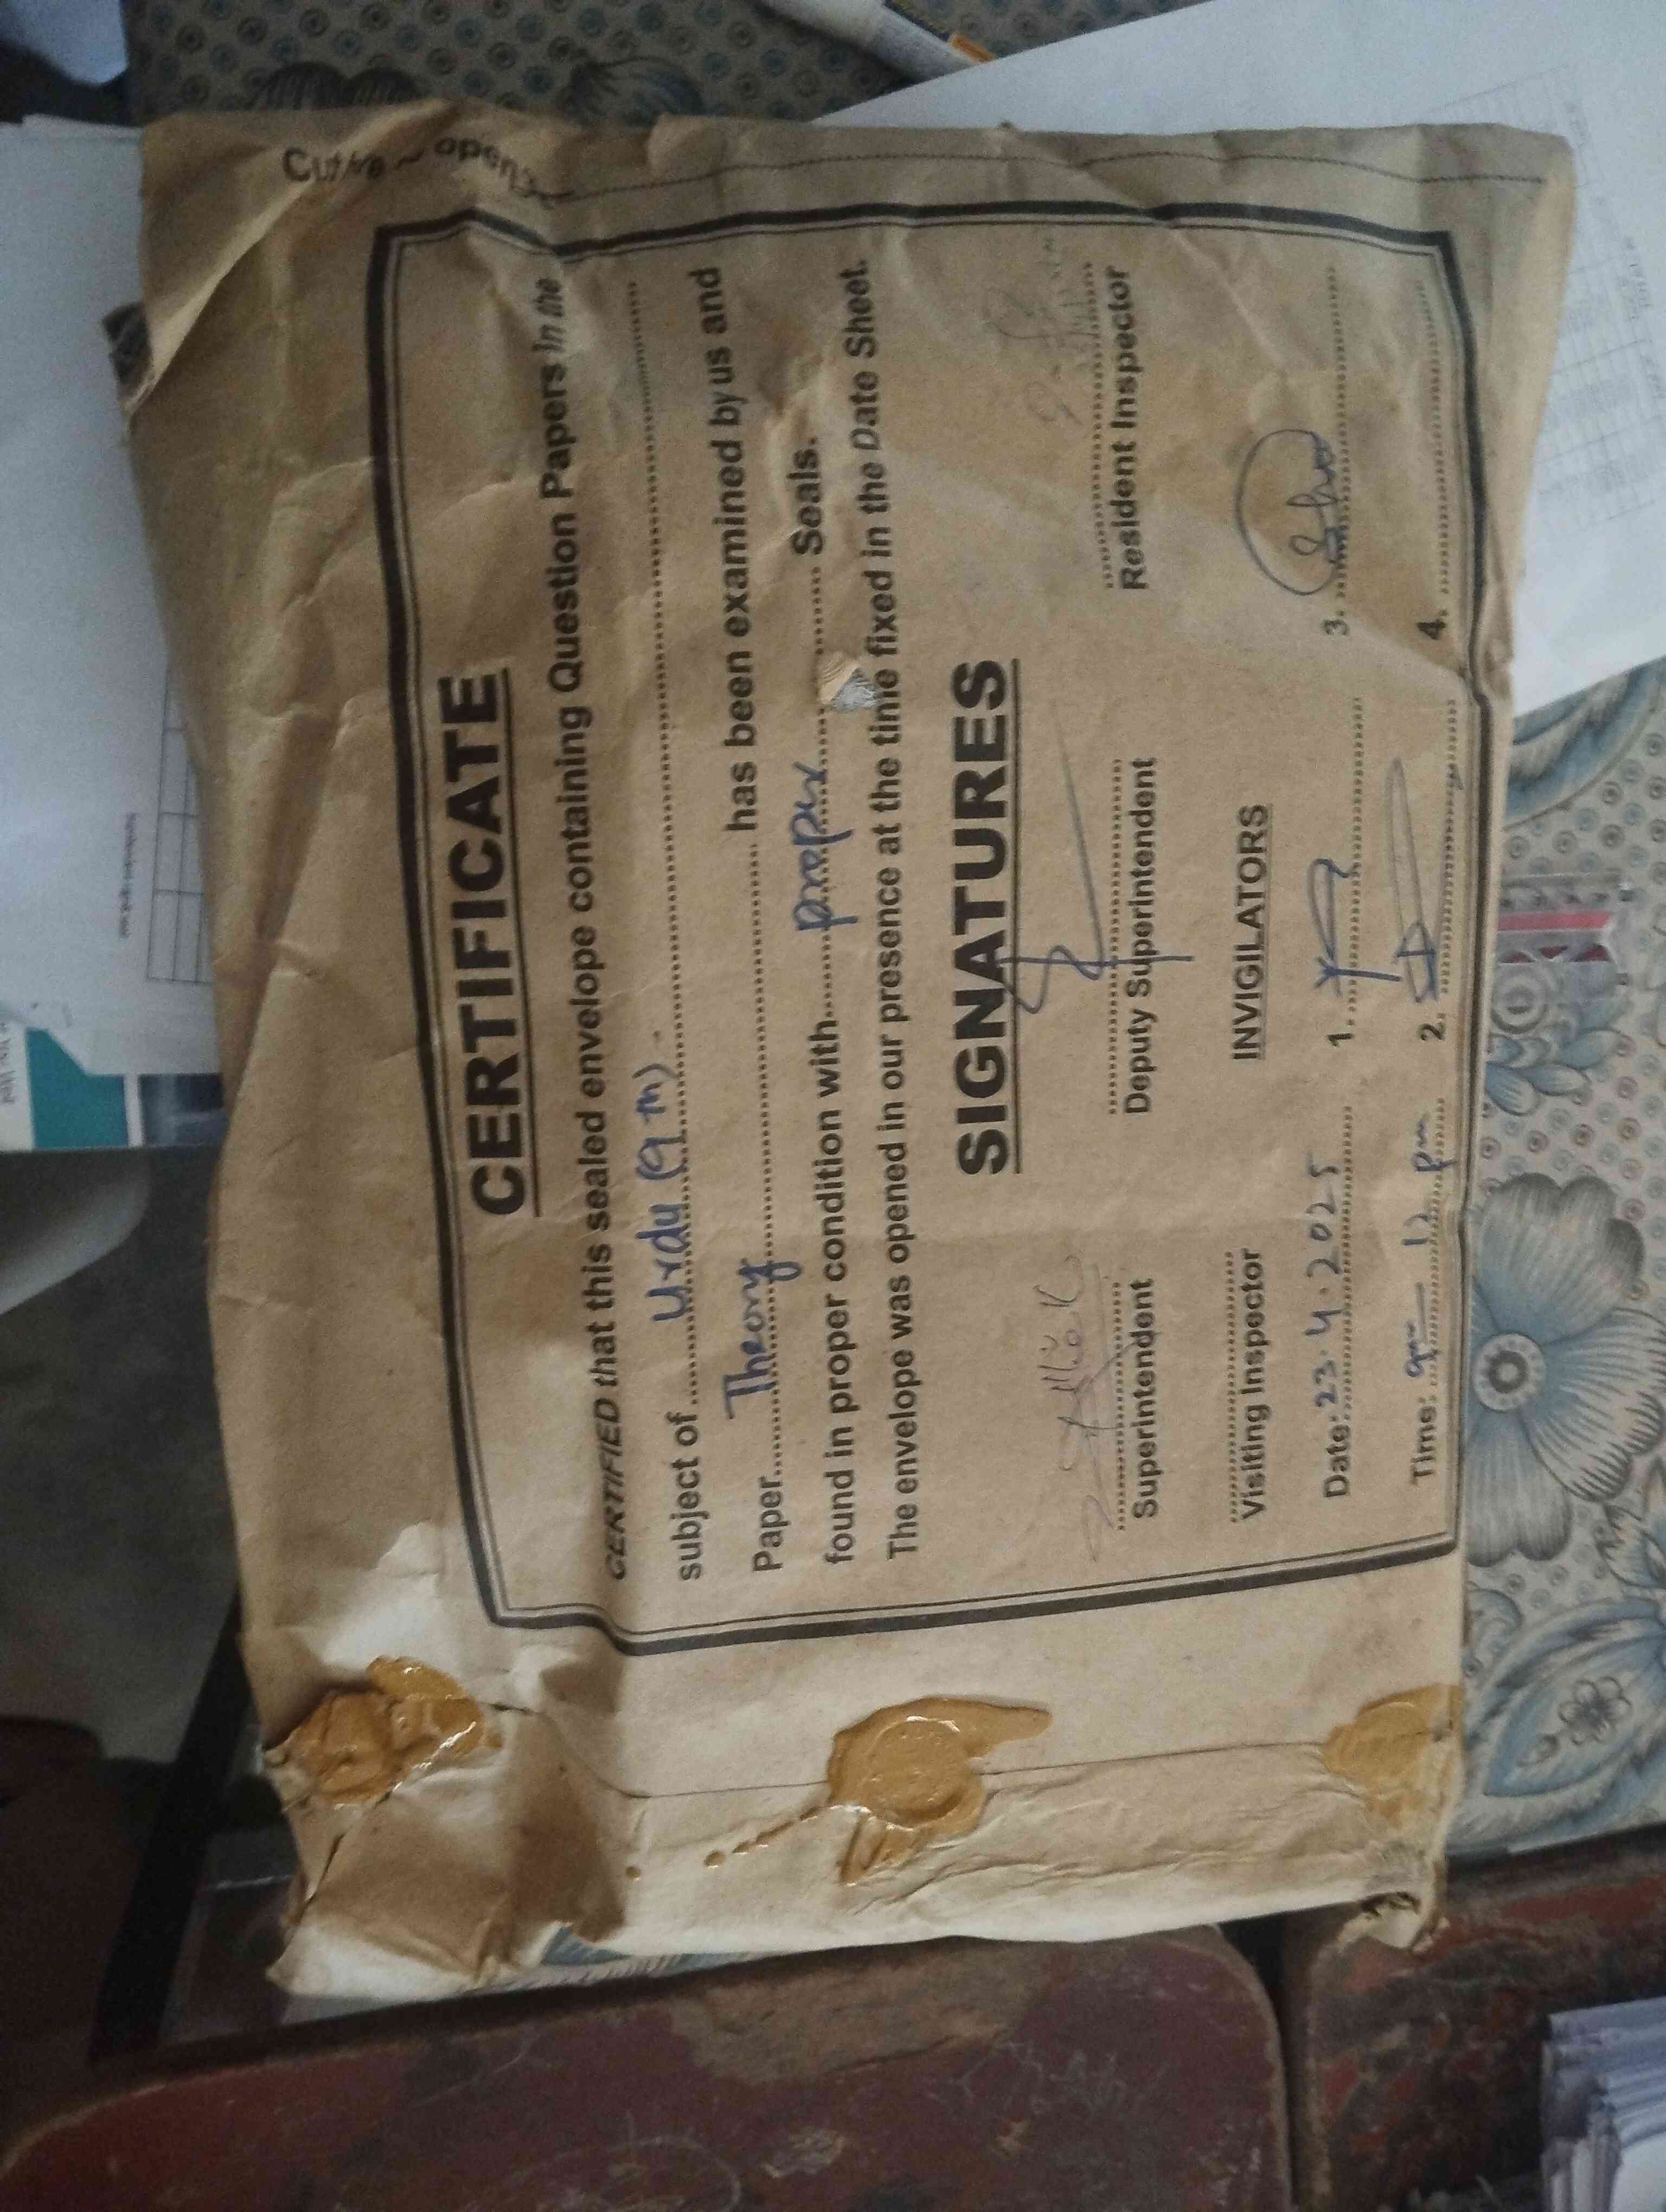 Cut here to open
CERTIFICATE
CERTIFIED that this sealed envelope containing Question Papers in the
subject of Urdu (9th)
Paper Theory has been examined by us and
found in proper condition with proper Seals.
The envelope was opened in our presence at the time fixed in the Date Sheet.
SIGNATURES
Superintendent Deputy Superintendent Resident Inspector
Visiting Inspector INVIGILATORS
Date: 23.4.2025 1. 3.
Time: 9am 12 pm 2. 4.